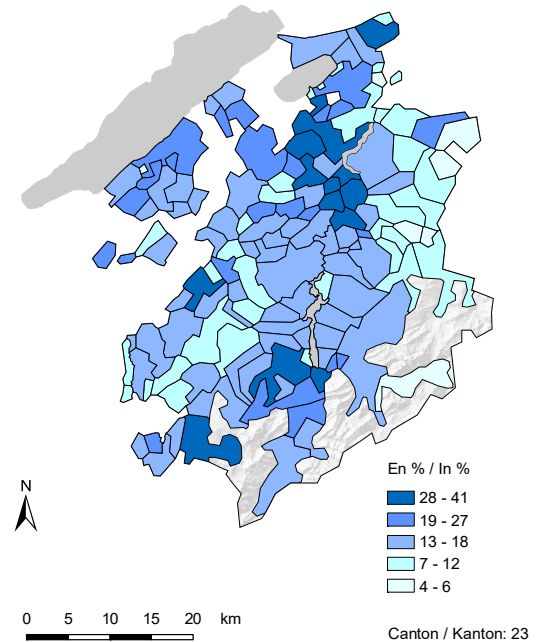 En % / In %
28 - 41
19 - 27
13 - 18
7 - 12
4 - 6
N
0 5 10 15 20 km
Canton / Kanton: 23